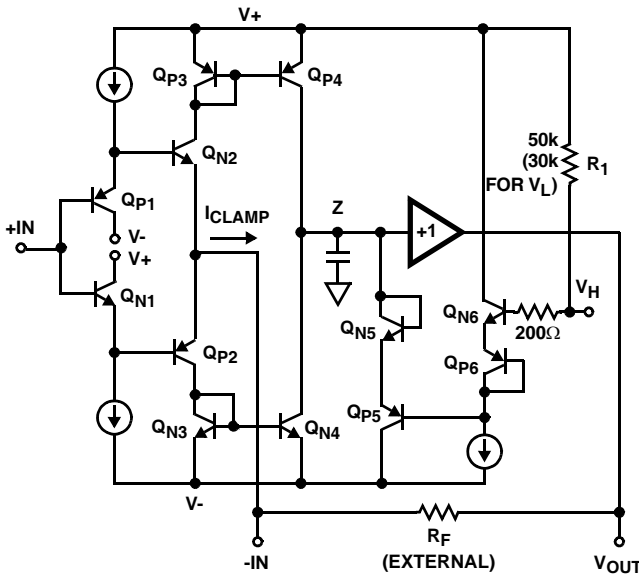 V+
QP3
QP4
QN2
50k
(30k
FOR VL)
R1
QP1
ICLAMP
Z
+1
+IN
V-
V+
QN1
VH
QN5
QN6
200Ω
QP2
QP6
QP5
QN3
QN4
V-
RF
(EXTERNAL)
-IN
VOUT